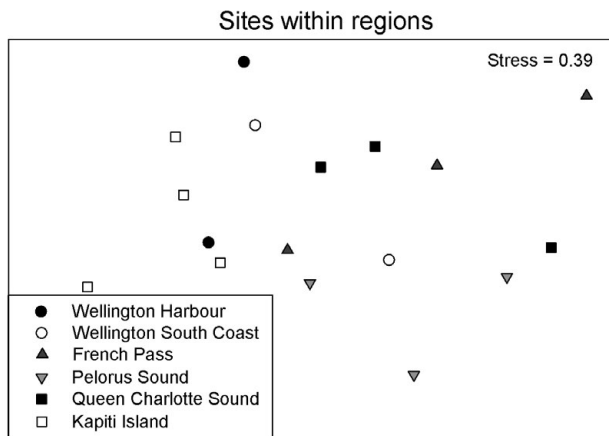 Sites within regions
Stress = 0.39
Wellington Harbour
Wellington South Coast
French Pass
Pelorus Sound
Queen Charlotte Sound
Kapiti Island